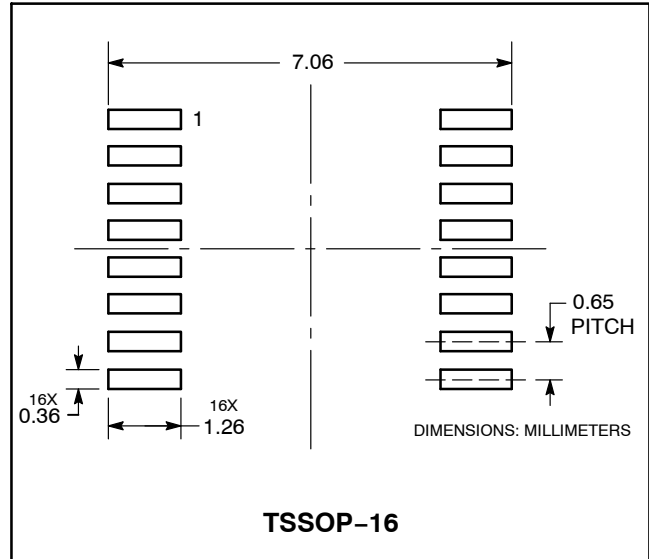 7.06
1
0.65
PITCH
16X
0.36
16X
1.26
DIMENSIONS: MILLIMETERS
TSSOP−16